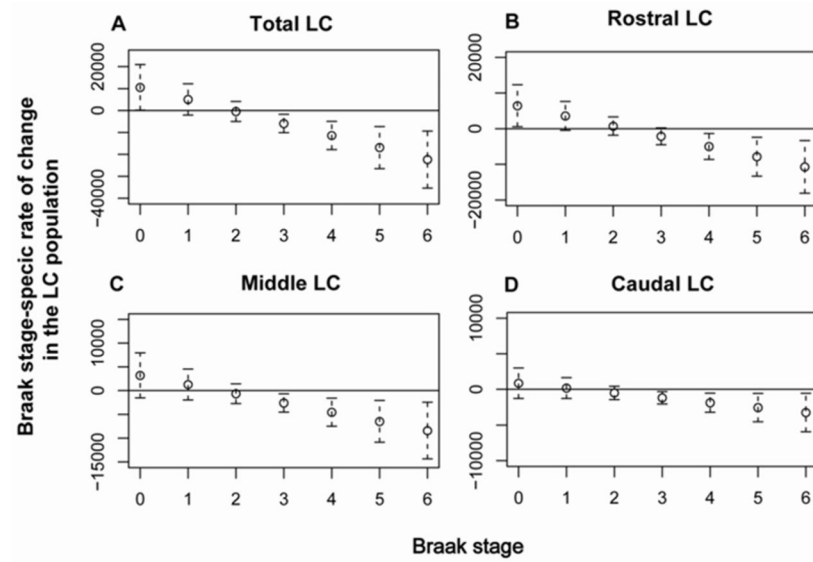 A
Total LC
20000
0
−40000
0 1 2 3 4 5 6
B
Rostral LC
20000
0
−20000
0 1 2 3 4 5 6
Braak stage-specic rate of change
in the LC population
C
Middle LC
10000
0
−15000
0 1 2 3 4 5 6
D
Caudal LC
10000
0
−10000
0 1 2 3 4 5 6
Braak stage